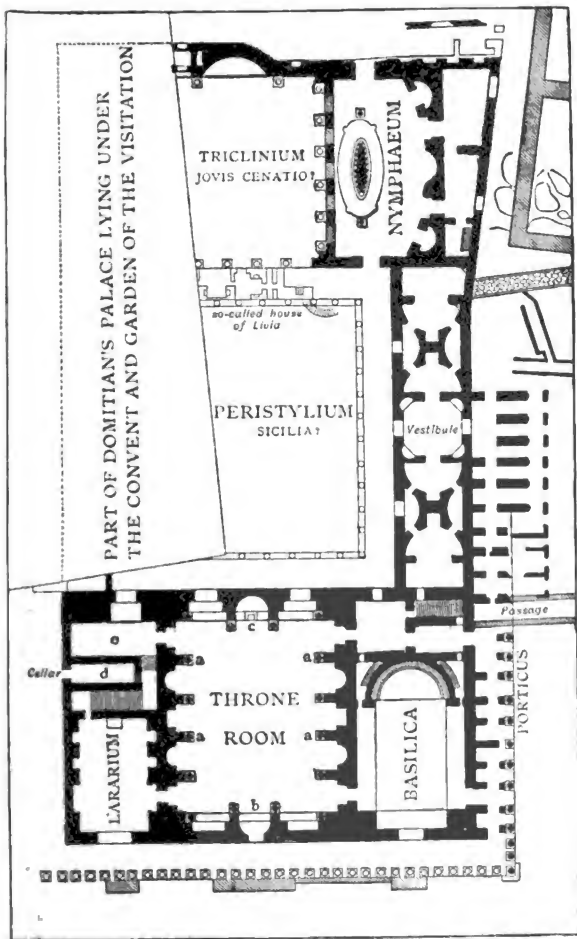 PART OF DOMITIAN'S PALACE LYING UNDER
THE CONVENT AND GARDEN OF THE VISITATION
TRICLINIUM
JOVIS CENATIO?
NYMPHAEUM
so-called house
of Livia
PERISTYLIUM
SICILIA?
Vestibule
Passage
PORTICUS
c
e
a
a
Cellar
d
THRONE
ROOM
a
a
BASILICA
L'ARARIUM
b